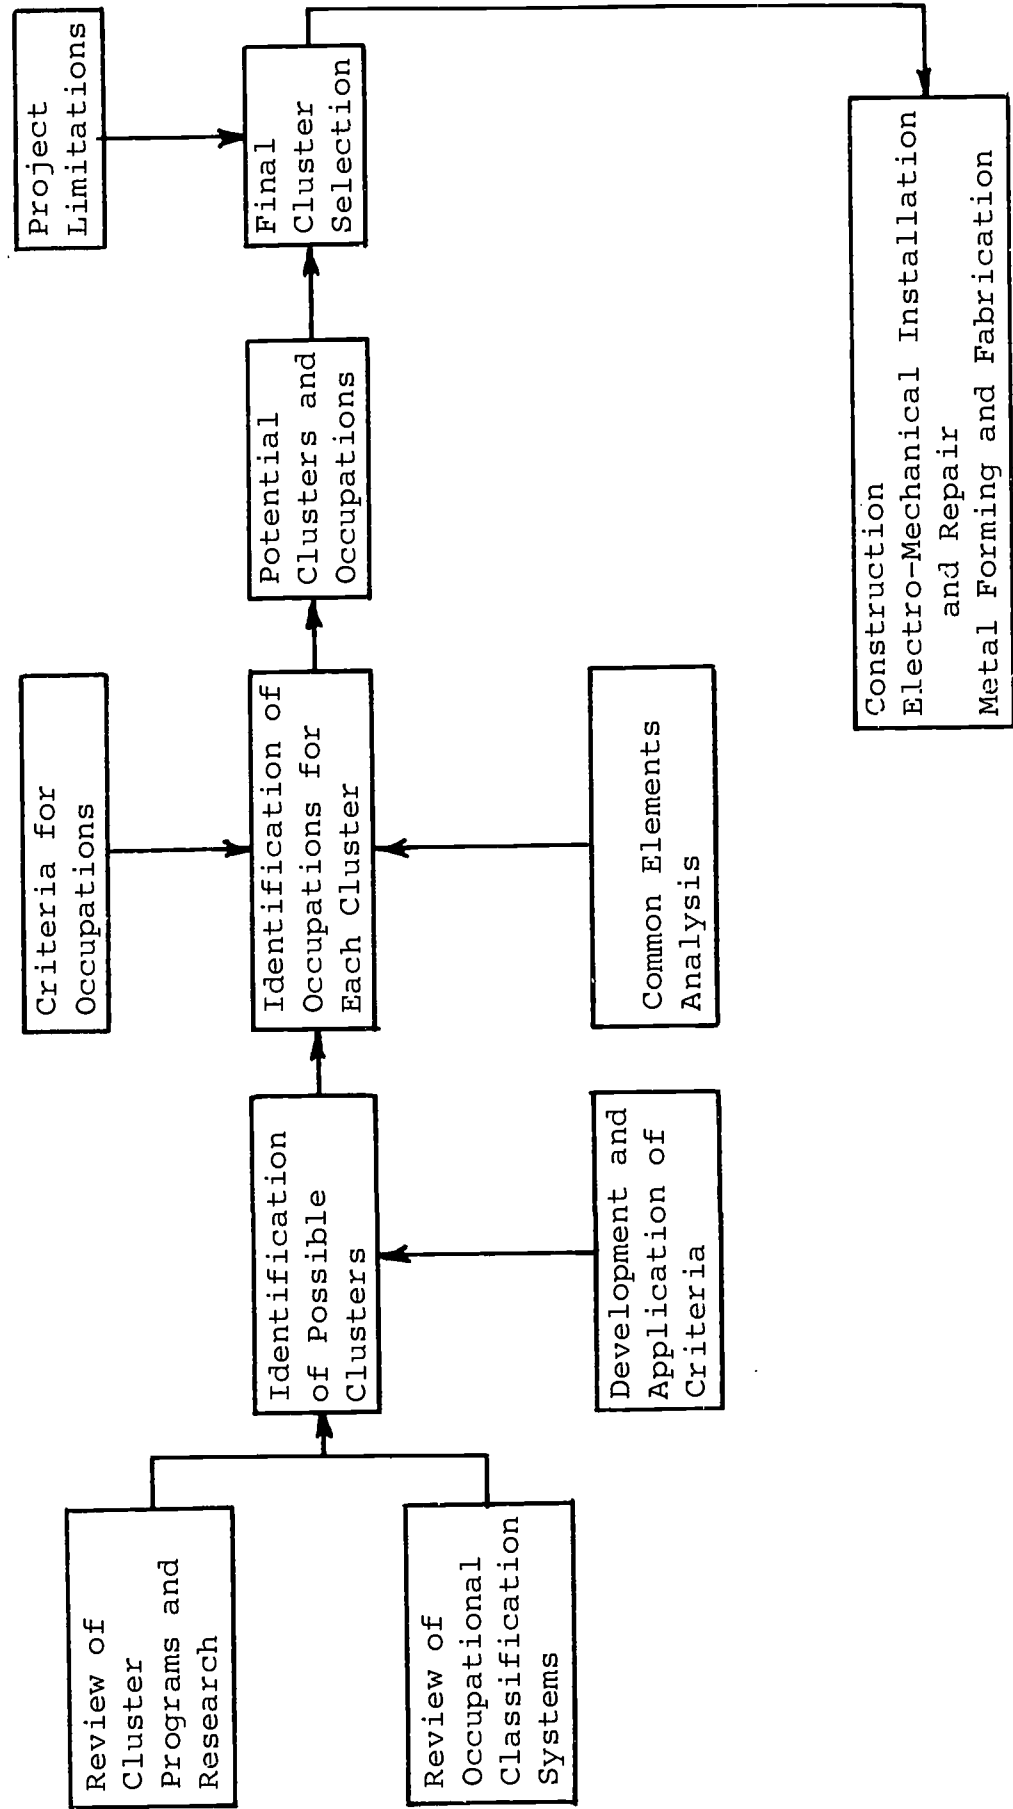 Review of
Cluster
Programs and
Research
Review of
Occupational
Classification
Systems
Identification
of Possible
Clusters
Development and
Application of
Criteria
Criteria for
Occupations
Identification of
Occupations for
Each Cluster
Common Elements
Analysis
Potential
Clusters and
Occupations
Project
Limitations
Final
Cluster
Selection
Construction
Electro-Mechanical Installation
and Repair
Metal Forming and Fabrication